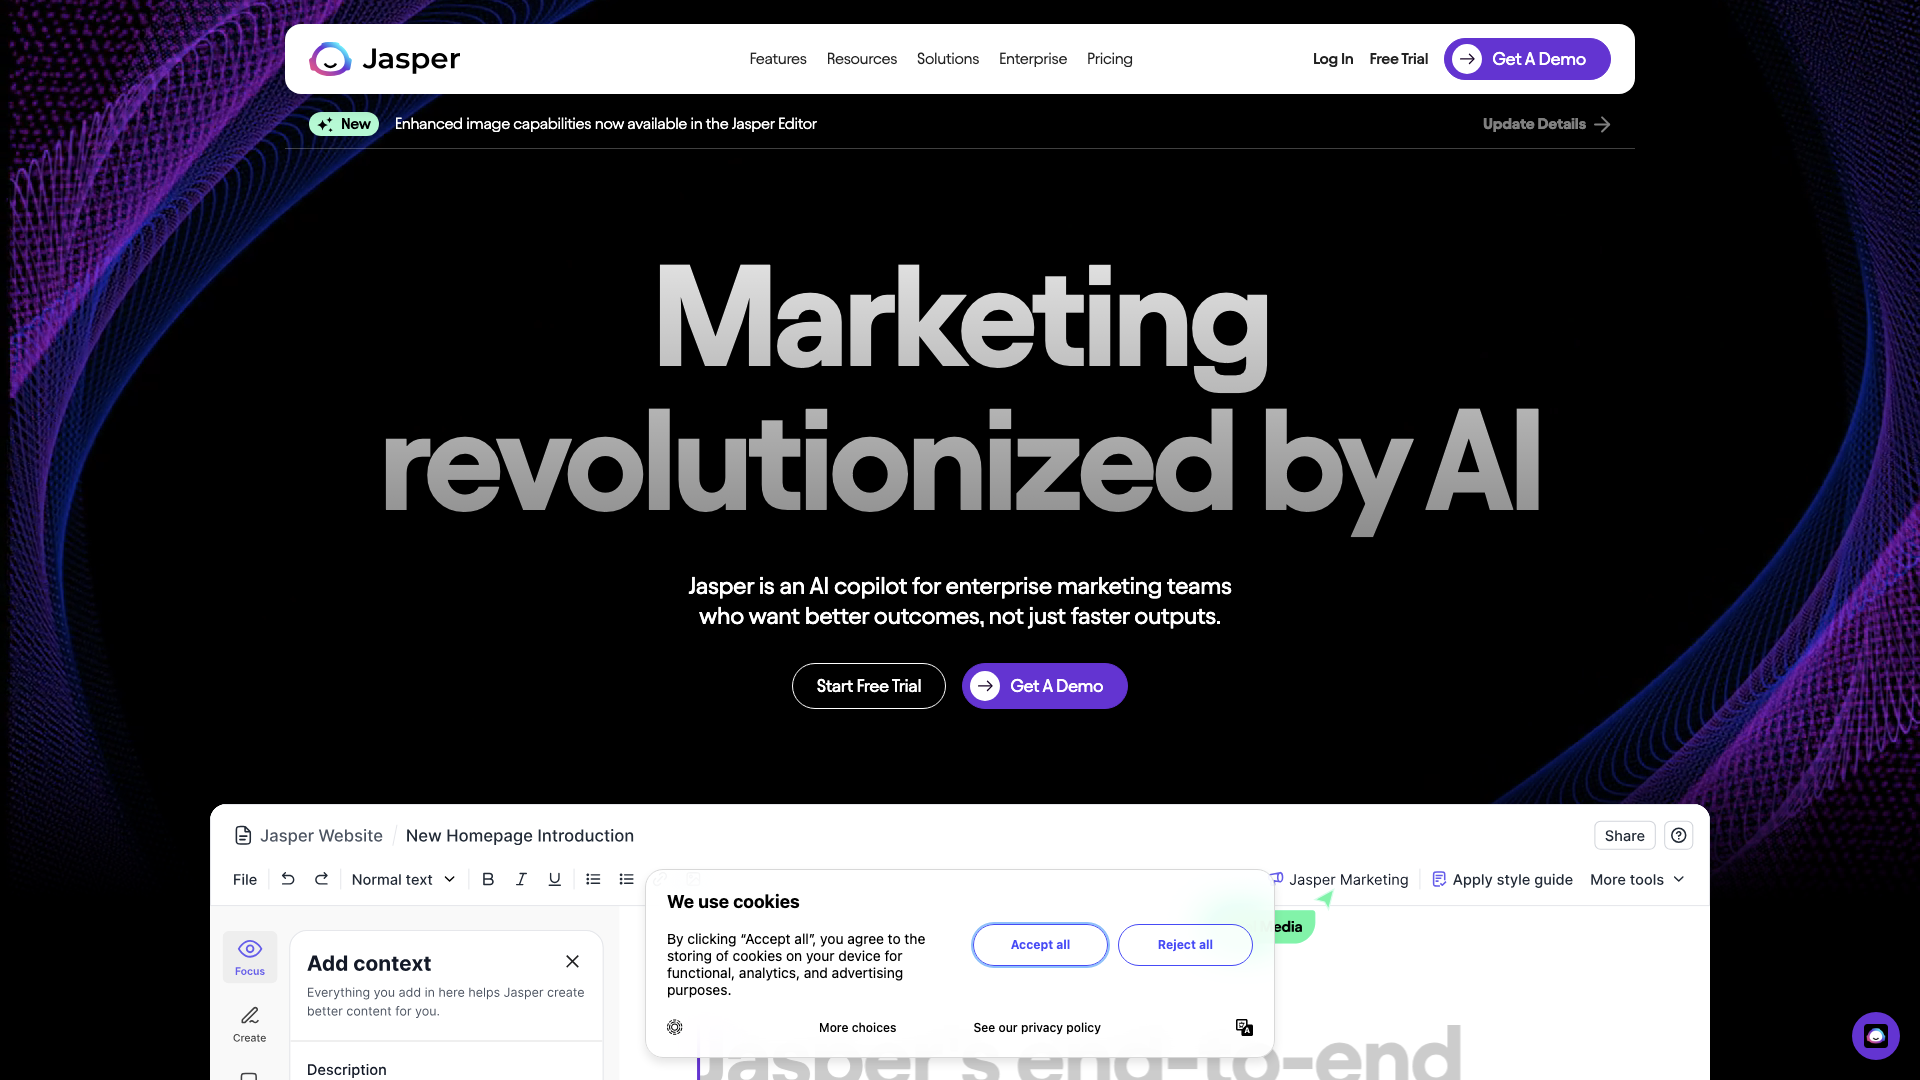 Jasper
Features Resources Solutions Enterprise Pricing
Log In Free Trial Get A Demo
New Enhanced image capabilities now available in the Jasper Editor Update Details
Marketing
revolutionized by AI
Jasper is an AI copilot for enterprise marketing teams
who want better outcomes, not just faster outputs.
Start Free Trial Get A Demo
Jasper Website / New Homepage Introduction Share
File Normal text B I U Jasper Marketing Apply style guide More tools
Focus
Create
Add context
Everything you add in here helps Jasper create
better content for you.
Description
We use cookies
By clicking “Accept all”, you agree to the
storing of cookies on your device for
functional, analytics, and advertising
purposes.
Accept all Reject all
More choices See our privacy policy
Jasper's end-to-end